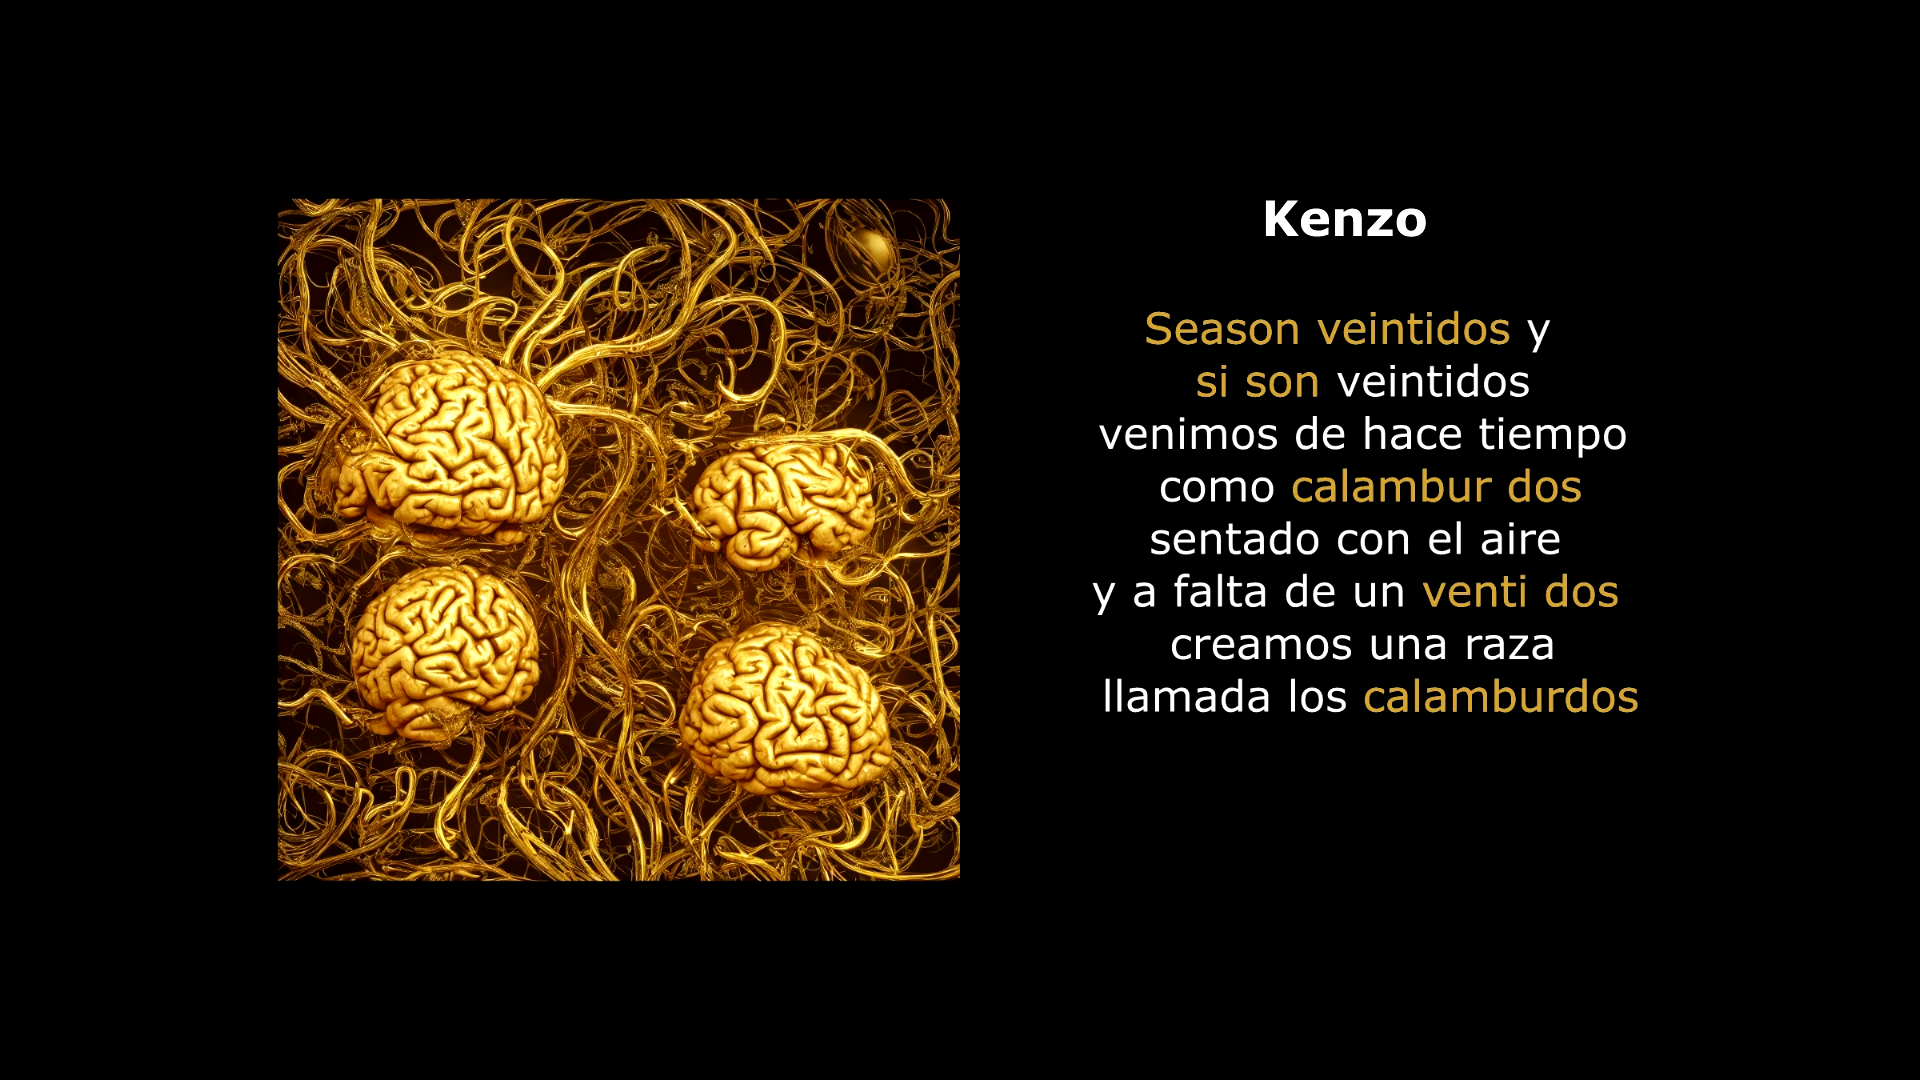 Kenzo
Season veintidos y
si son veintidos
venimos de hace tiempo
como calambur dos
sentado con el aire
y a falta de un venti dos
creamos una raza
llamada los calamburdos